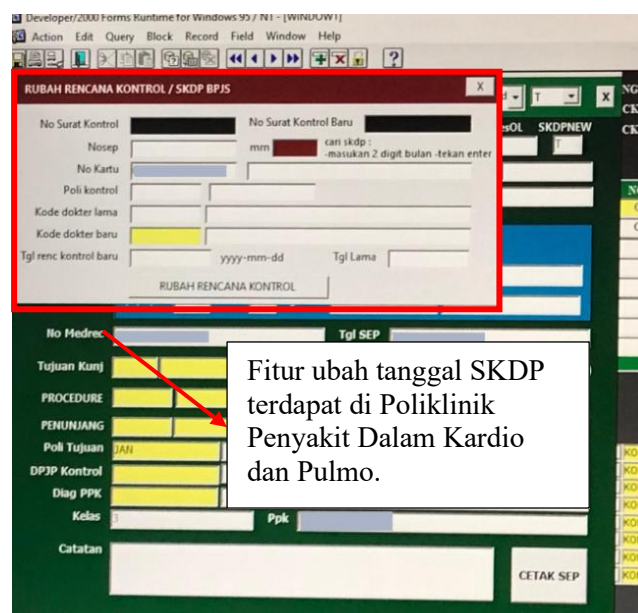 Developer/2000 Forms Runtime for Windows 95 / NT - [WINDOW1]
Action Edit Query Block Record Field Window Help
RUBAH RENCANA KONTROL / SKDP BPJS X
No Surat Kontrol No Surat Kontrol Baru
Nosep mm cari skdp :
-masukan 2 digit bulan -tekan enter
No Kartu
Poli kontrol
Kode dokter lama
Kode dokter baru
Tgl renc kontrol baru yyyy-mm-dd Tgl Lama
RUBAH RENCANA KONTROL
T X
SKDPNEW
T
NG
CK
CK
No Medrec Tgl SEP
Tujuan Kunj
PROCEDURE
PENUNJANG
Poli Tujuan JAN
DPJP Kontrol
Diag PPK
Kelas 3 Ppk
Catatan
CETAK SEP
Fitur ubah tanggal SKDP
terdapat di Poliklinik
Penyakit Dalam Kardio
dan Pulmo.